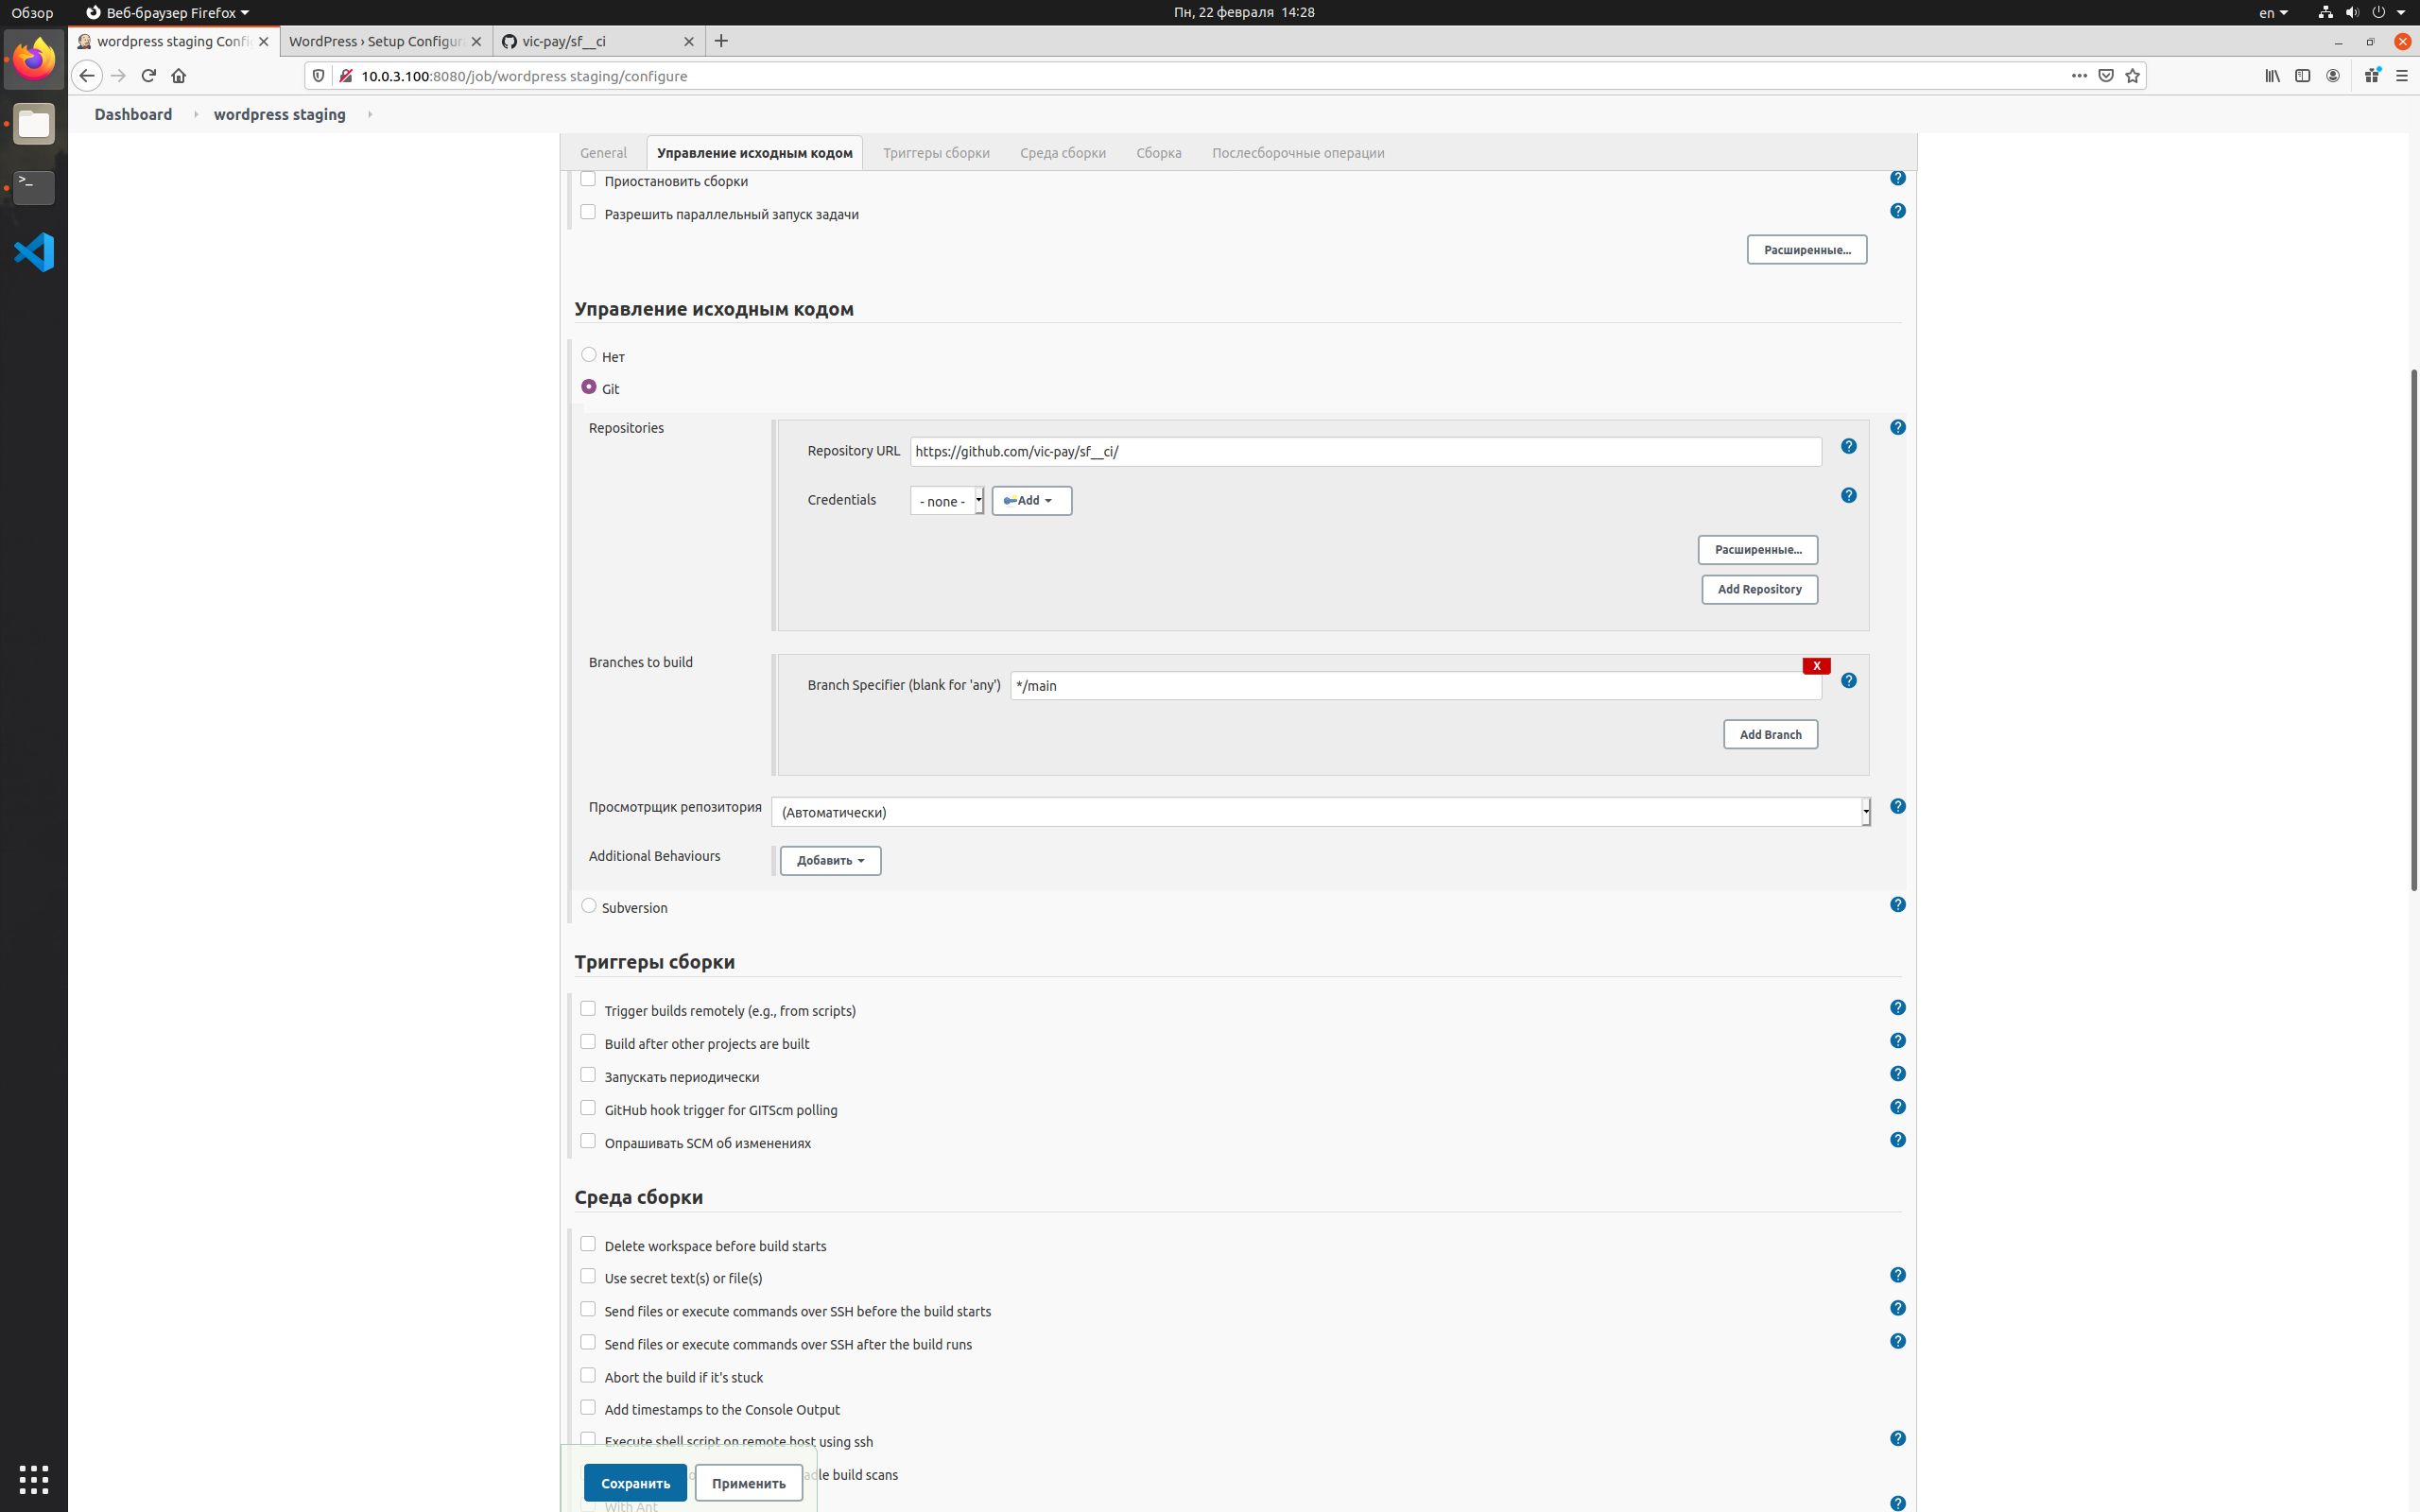 Обзор
Веб-браузер Firefox
Пн, 22 февраля 14:28
en
wordpress staging Confi
WordPress › Setup Configur
vic-pay/sf__ci
10.0.3.100:8080/job/wordpress staging/configure
Dashboard
wordpress staging
General
Управление исходным кодом
Триггеры сборки
Среда сборки
Сборка
Послесборочные операции
Приостановить сборки
Разрешить параллельный запуск задачи
Расширенные...
Управление исходным кодом
Нет
Git
Repositories
Repository URL
https://github.com/vic-pay/sf__ci/
Credentials
- none -
Add
Расширенные...
Add Repository
Branches to build
X
Branch Specifier (blank for 'any')
*/main
Add Branch
Просмотрщик репозитория
(Автоматически)
Additional Behaviours
Добавить
Subversion
Триггеры сборки
Trigger builds remotely (e.g., from scripts)
Build after other projects are built
Запускать периодически
GitHub hook trigger for GITScm polling
Опрашивать SCM об изменениях
Среда сборки
Delete workspace before build starts
Use secret text(s) or file(s)
Send files or execute commands over SSH before the build starts
Send files or execute commands over SSH after the build runs
Abort the build if it's stuck
Add timestamps to the Console Output
Execute shell script on remote host using ssh
build scans
Сохранить
Применить
With Ant